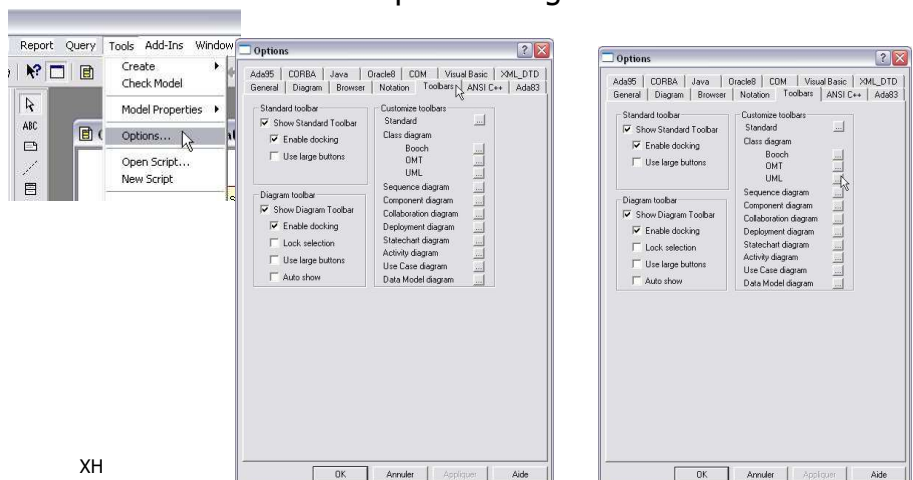 Report Query Tools Add-Ins Window
Create
Check Model
Model Properties
Options...
Open Script...
New Script
ABC
XH
Options
Ada95 CORBA Java Oracle8 COM Visual Basic XML_DTD
General Diagram Browser Notation Toolbars ANSI C++ Ada83
Standard toolbar
Show Standard Toolbar
Enable docking
Use large buttons
Diagram toolbar
Show Diagram Toolbar
Enable docking
Lock selection
Use large buttons
Auto show
Customize toolbars
Standard ...
Class diagram
Booch ...
OMT ...
UML ...
Sequence diagram ...
Component diagram ...
Collaboration diagram ...
Deployment diagram ...
Statechart diagram ...
Activity diagram ...
Use Case diagram ...
Data Model diagram ...
OK Annuler Appliquer Aide
Options
Ada95 CORBA Java Oracle8 COM Visual Basic XML_DTD
General Diagram Browser Notation Toolbars ANSI C++ Ada83
Standard toolbar
Show Standard Toolbar
Enable docking
Use large buttons
Diagram toolbar
Show Diagram Toolbar
Enable docking
Lock selection
Use large buttons
Auto show
Customize toolbars
Standard ...
Class diagram
Booch ...
OMT ...
UML ...
Sequence diagram ...
Component diagram ...
Collaboration diagram ...
Deployment diagram ...
Statechart diagram ...
Activity diagram ...
Use Case diagram ...
Data Model diagram ...
OK Annuler Appliquer Aide